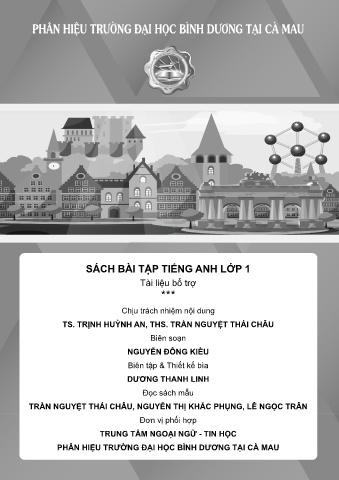 PHÂN HIỆU TRƯỜNG ĐẠI HỌC BÌNH DƯƠNG TẠI CÀ MAU
SÁCH BÀI TẬP TIẾNG ANH LỚP 1
Tài liệu bổ trợ
***
Chịu trách nhiệm nội dung
TS. TRỊNH HUỲNH AN, THS. TRẦN NGUYỆT THÁI CHÂU
Biên soạn
NGUYỄN ĐÔNG KIỀU
Biên tập & Thiết kế bìa
DƯƠNG THANH LINH
Đọc sách mẫu
TRẦN NGUYỆT THÁI CHÂU, NGUYỄN THỊ KHẮC PHỤNG, LÊ NGỌC TRÂN
Đơn vị phối hợp
TRUNG TÂM NGOẠI NGỮ - TIN HỌC
PHÂN HIỆU TRƯỜNG ĐẠI HỌC BÌNH DƯƠNG TẠI CÀ MAU